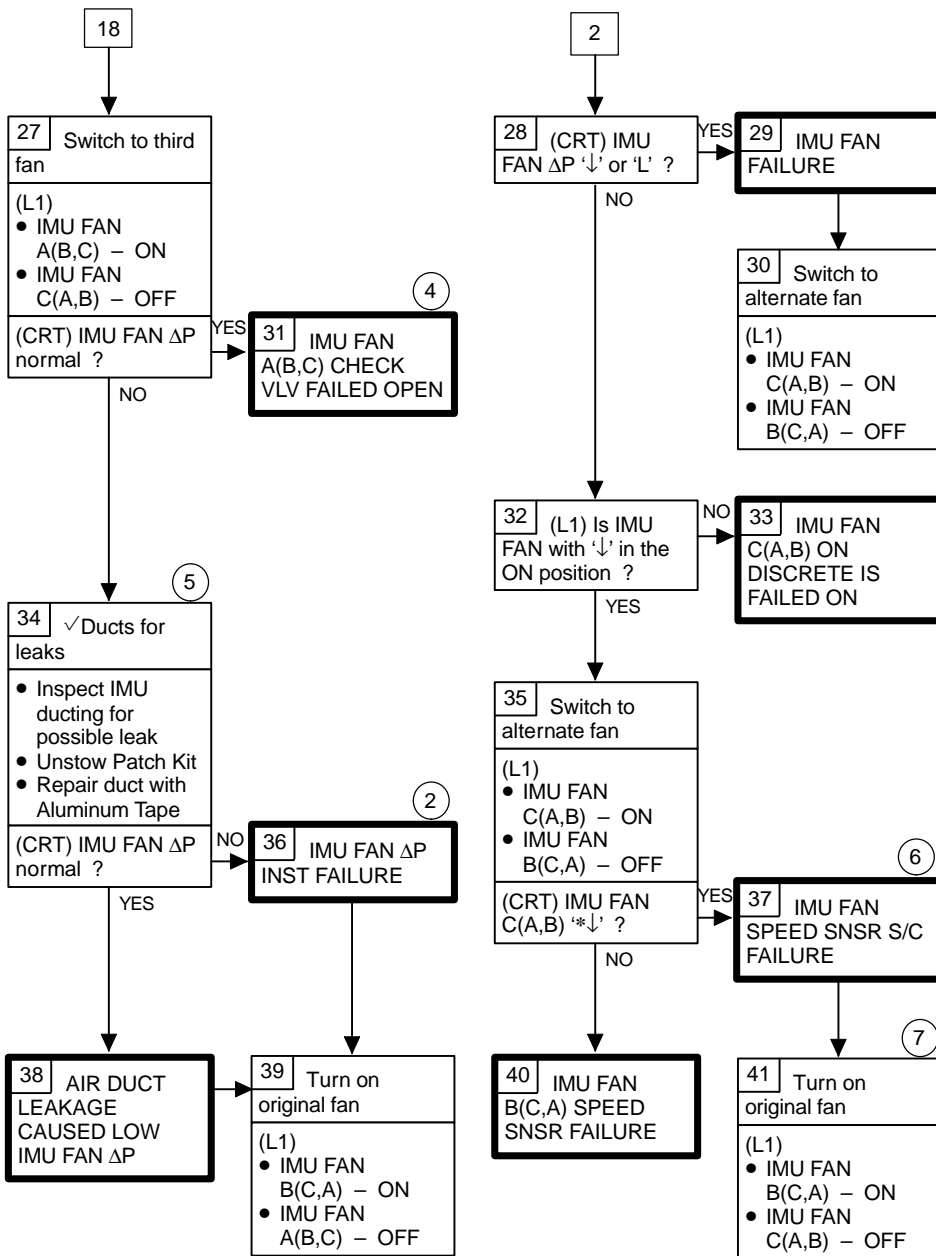 18
27 Switch to third
fan
(L1)
• IMU FAN
A(B,C) – ON
• IMU FAN
C(A,B) – OFF
(CRT) IMU FAN ∆P
normal ?
YES
NO
4
31 IMU FAN
A(B,C) CHECK
VLV FAILED OPEN
5
34 √Ducts for
leaks
• Inspect IMU
ducting for
possible leak
• Unstow Patch Kit
• Repair duct with
Aluminum Tape
(CRT) IMU FAN ∆P
normal ?
NO
YES
2
36 IMU FAN ∆P
INST FAILURE
38 AIR DUCT
LEAKAGE
CAUSED LOW
IMU FAN ∆P
39 Turn on
original fan
(L1)
• IMU FAN
B(C,A) – ON
• IMU FAN
A(B,C) – OFF
2
28 (CRT) IMU
FAN ∆P ‘↓’ or ‘L’ ?
YES
NO
29 IMU FAN
FAILURE
30 Switch to
alternate fan
(L1)
• IMU FAN
C(A,B) – ON
• IMU FAN
B(C,A) – OFF
32 (L1) Is IMU
FAN with ‘↓’ in the
ON position ?
NO
YES
33 IMU FAN
C(A,B) ON
DISCRETE IS
FAILED ON
35 Switch to
alternate fan
(L1)
• IMU FAN
C(A,B) – ON
• IMU FAN
B(C,A) – OFF
(CRT) IMU FAN
C(A,B) ‘*↓’ ?
YES
NO
6
37 IMU FAN
SPEED SNSR S/C
FAILURE
40 IMU FAN
B(C,A) SPEED
SNSR FAILURE
7
41 Turn on
original fan
(L1)
• IMU FAN
B(C,A) – ON
• IMU FAN
C(A,B) – OFF